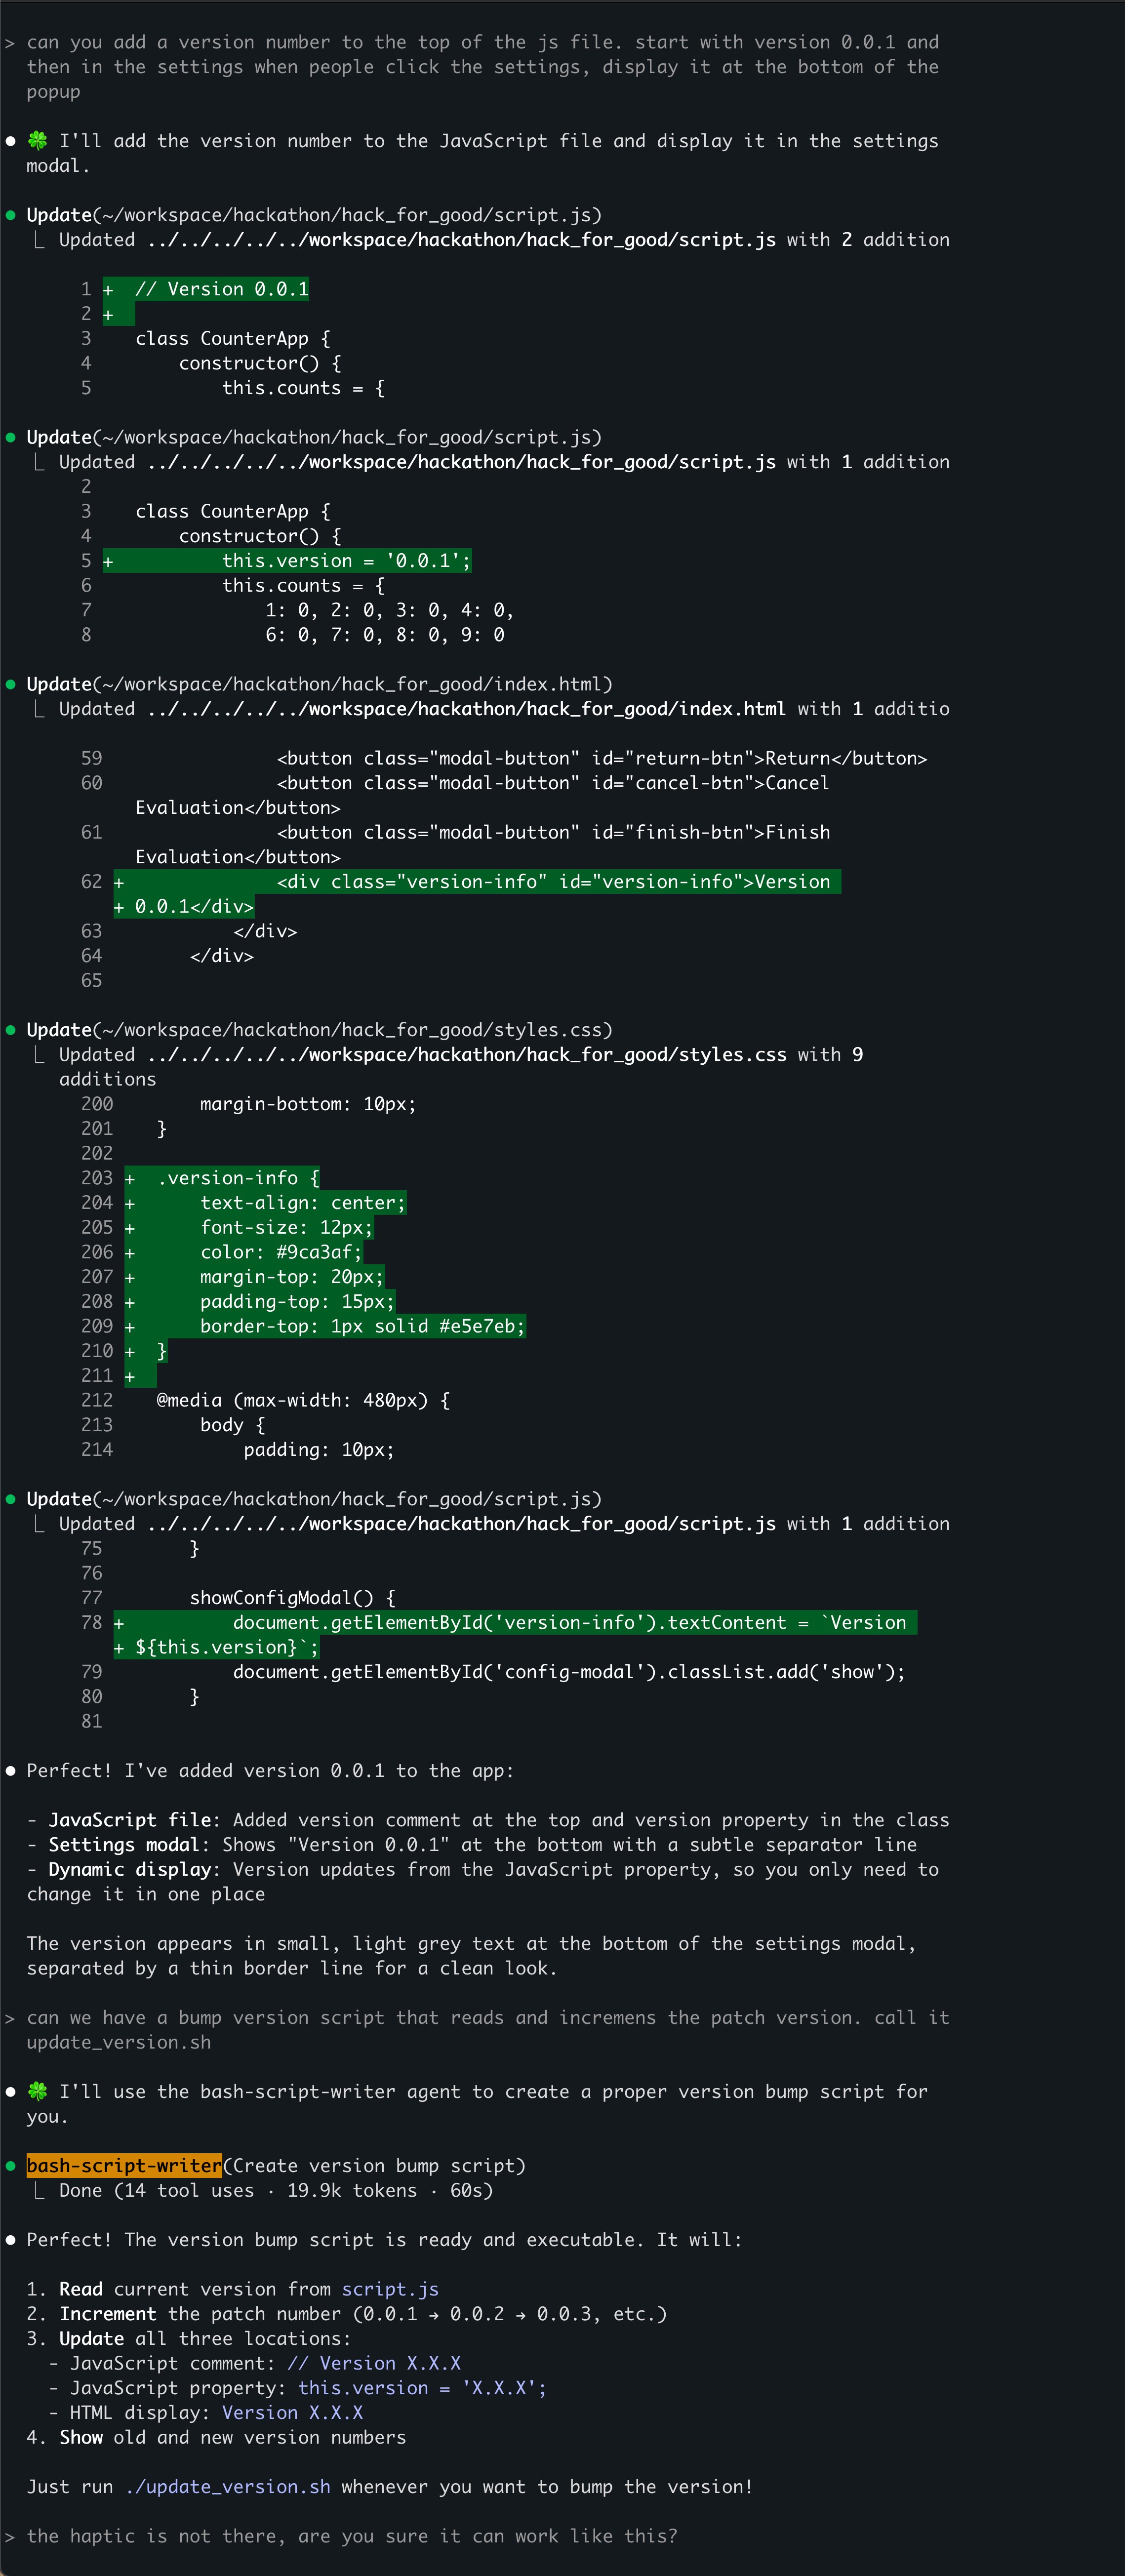 > can you add a version number to the top of the js file. start with version 0.0.1 and
then in the settings when people click the settings, display it at the bottom of the
popup
● 🍀 I'll add the version number to the JavaScript file and display it in the settings
modal.
● Update(~/workspace/hackathon/hack_for_good/script.js)
⎿ Updated ../../../../../workspace/hackathon/hack_for_good/script.js with 2 addition
1 + // Version 0.0.1
2 +
3 class CounterApp {
4 constructor() {
5 this.counts = {
● Update(~/workspace/hackathon/hack_for_good/script.js)
⎿ Updated ../../../../../workspace/hackathon/hack_for_good/script.js with 1 addition
2
3 class CounterApp {
4 constructor() {
5 + this.version = '0.0.1';
6 this.counts = {
7 1: 0, 2: 0, 3: 0, 4: 0,
8 6: 0, 7: 0, 8: 0, 9: 0
● Update(~/workspace/hackathon/hack_for_good/index.html)
⎿ Updated ../../../../../workspace/hackathon/hack_for_good/index.html with 1 additio
59 <button class="modal-button" id="return-btn">Return</button>
60 <button class="modal-button" id="cancel-btn">Cancel
Evaluation</button>
61 <button class="modal-button" id="finish-btn">Finish
Evaluation</button>
62 + <div class="version-info" id="version-info">Version
+ 0.0.1</div>
63 </div>
64 </div>
65
● Update(~/workspace/hackathon/hack_for_good/styles.css)
⎿ Updated ../../../../../workspace/hackathon/hack_for_good/styles.css with 9
additions
200 margin-bottom: 10px;
201 }
202
203 + .version-info {
204 + text-align: center;
205 + font-size: 12px;
206 + color: #9ca3af;
207 + margin-top: 20px;
208 + padding-top: 15px;
209 + border-top: 1px solid #e5e7eb;
210 + }
211 +
212 @media (max-width: 480px) {
213 body {
214 padding: 10px;
● Update(~/workspace/hackathon/hack_for_good/script.js)
⎿ Updated ../../../../../workspace/hackathon/hack_for_good/script.js with 1 addition
75 }
76
77 showConfigModal() {
78 + document.getElementById('version-info').textContent = `Version
+ ${this.version}`;
79 document.getElementById('config-modal').classList.add('show');
80 }
81
● Perfect! I've added version 0.0.1 to the app:
- JavaScript file: Added version comment at the top and version property in the class
- Settings modal: Shows "Version 0.0.1" at the bottom with a subtle separator line
- Dynamic display: Version updates from the JavaScript property, so you only need to
change it in one place
The version appears in small, light grey text at the bottom of the settings modal,
separated by a thin border line for a clean look.
> can we have a bump version script that reads and incremens the patch version. call it
update_version.sh
● 🍀 I'll use the bash-script-writer agent to create a proper version bump script for
you.
● bash-script-writer(Create version bump script)
⎿ Done (14 tool uses · 19.9k tokens · 60s)
● Perfect! The version bump script is ready and executable. It will:
1. Read current version from script.js
2. Increment the patch number (0.0.1 → 0.0.2 → 0.0.3, etc.)
3. Update all three locations:
- JavaScript comment: // Version X.X.X
- JavaScript property: this.version = 'X.X.X';
- HTML display: Version X.X.X
4. Show old and new version numbers
Just run ./update_version.sh whenever you want to bump the version!
> the haptic is not there, are you sure it can work like this?